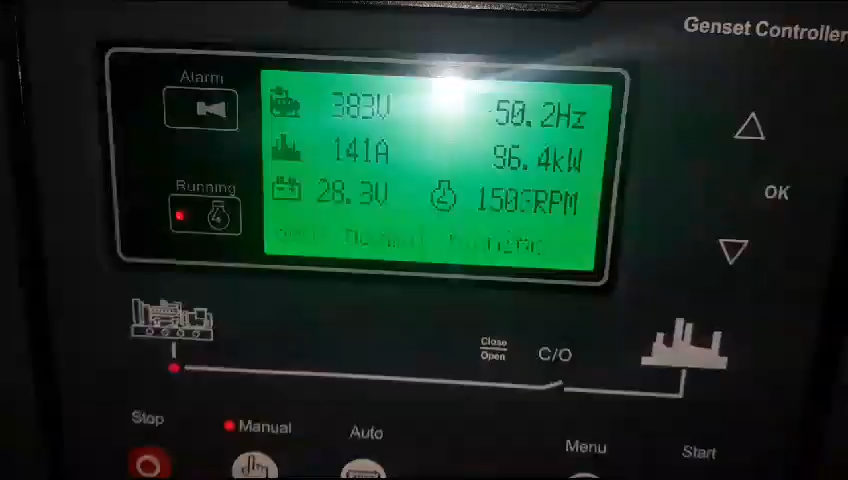 Genset Controller
Alarm
383V 50.2Hz
141A 96.4kW
Running
28.3V 1503RPM
OK
Close
Open
C/O
Stop
Manual
Auto
Menu
Start